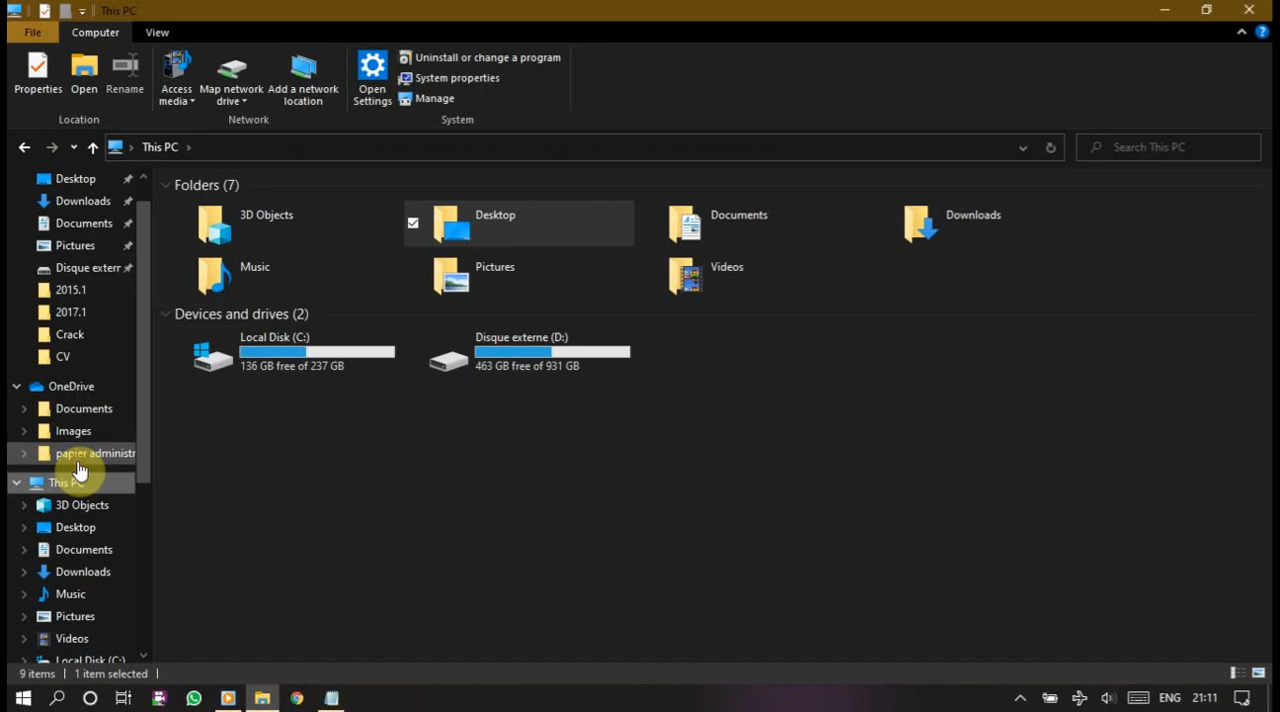 This PC
File Computer View
Properties Open Rename Access media Map network drive Add a network location Open Settings Uninstall or change a program
System properties
Manage
Location Network System
This PC Search This PC
Desktop
Downloads
Documents
Pictures
Disque exterr
2015.1
2017.1
Crack
CV
OneDrive
Documents
Images
papier administr
This PC
3D Objects
Desktop
Documents
Downloads
Music
Pictures
Videos
Local Disk (C:)
Folders (7)
3D Objects Desktop Documents Downloads
Music Pictures Videos
Devices and drives (2)
Local Disk (C:) Disque externe (D:)
136 GB free of 237 GB 463 GB free of 931 GB
9 items 1 item selected
ENG 21:11